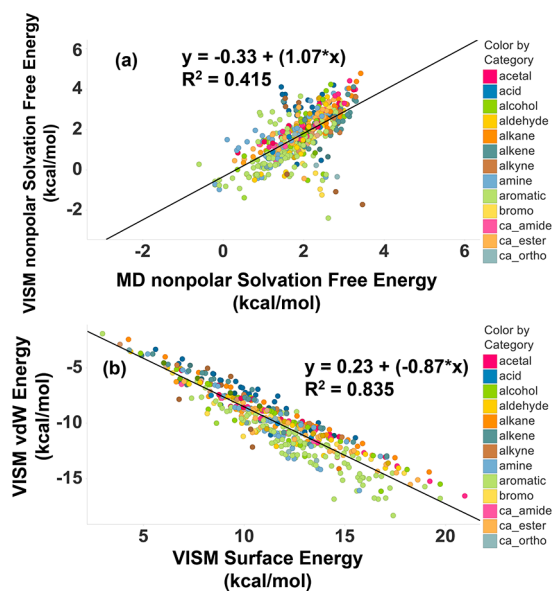 VISM nonpolar Solvation Free Energy
(kcal/mol)
6
4
2
0
-2
(a)
y = -0.33 + (1.07*x)
R² = 0.415
-2
0
2
4
6
MD nonpolar Solvation Free Energy
(kcal/mol)
Color by
Category
acetal
acid
alcohol
aldehyde
alkane
alkene
alkyne
amine
aromatic
bromo
ca_amide
ca_ester
ca_ortho
VISM vdW Energy
(kcal/mol)
-5
-10
-15
(b)
y = 0.23 + (-0.87*x)
R² = 0.835
5
10
15
20
VISM Surface Energy
(kcal/mol)
Color by
Category
acetal
acid
alcohol
aldehyde
alkane
alkene
alkyne
amine
aromatic
bromo
ca_amide
ca_ester
ca_ortho